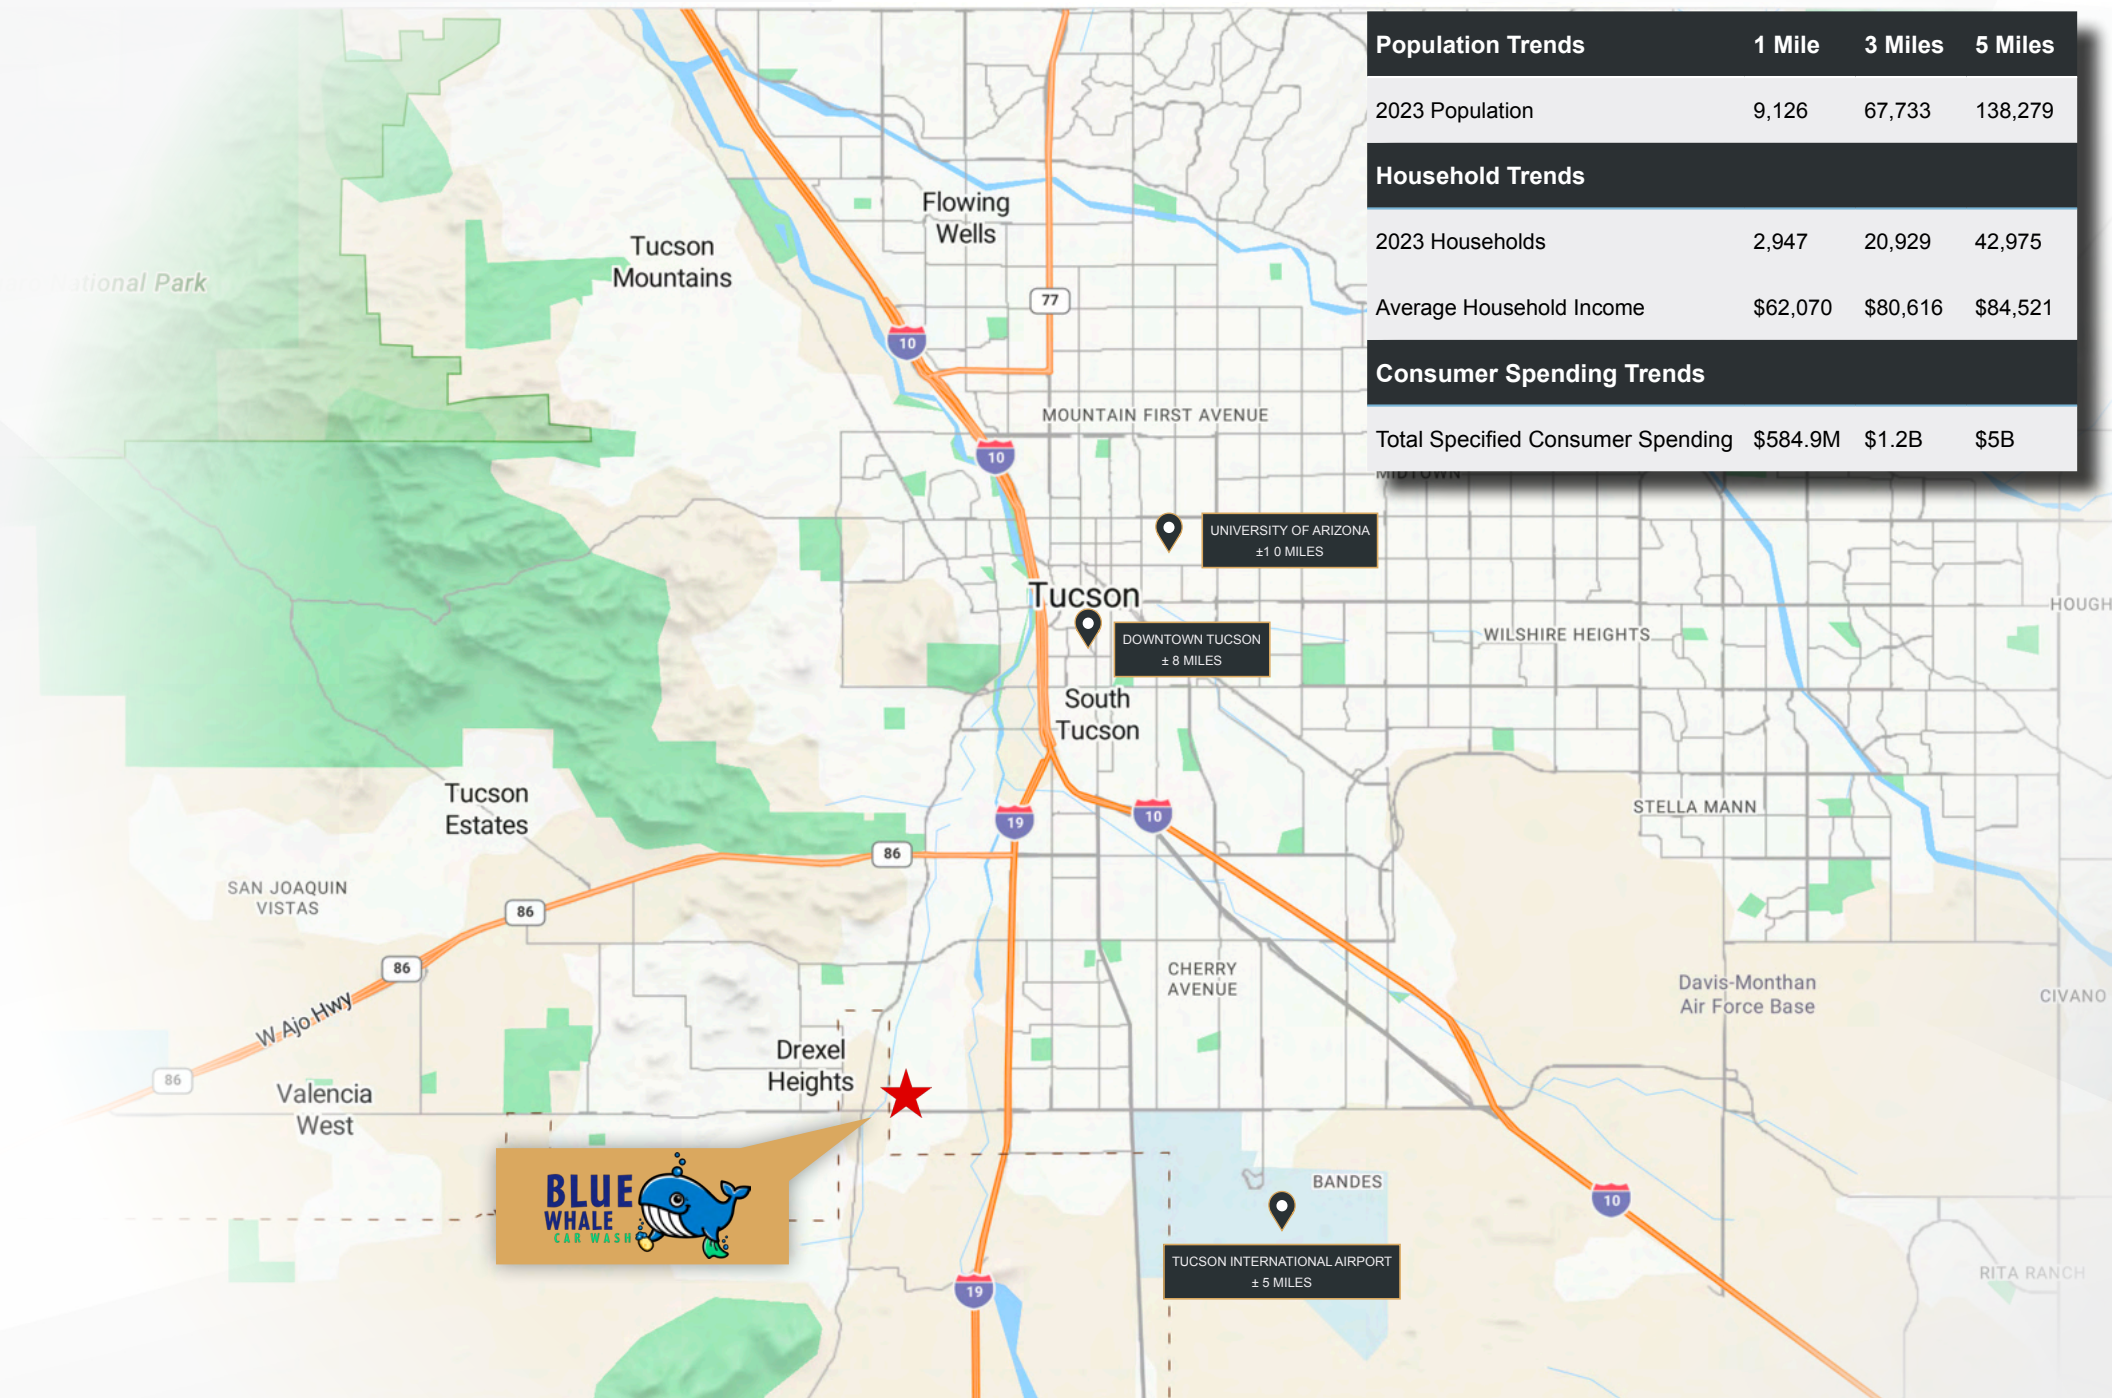 Population Trends 1 Mile 3 Miles 5 Miles
2023 Population 9,126 67,733 138,279
Household Trends
2023 Households 2,947 20,929 42,975
Average Household Income $62,070 $80,616 $84,521
Consumer Spending Trends
Total Specified Consumer Spending $584.9M $1.2B $5B
MIDTOWN
Flowing
Wells
Tucson
Mountains
ational Park
77
10
MOUNTAIN FIRST AVENUE
10
UNIVERSITY OF ARIZONA
±1 0 MILES
Tucson
DOWNTOWN TUCSON
± 8 MILES
HOUGH
WILSHIRE HEIGHTS
South
Tucson
Tucson
Estates
STELLA MANN
19
10
86
SAN JOAQUIN
VISTAS
86
86
CHERRY
AVENUE
Davis-Monthan
Air Force Base
CIVANO
W Ajo Hwy
Drexel
Heights
86
Valencia
West
BLUE
WHALE
CAR WASH
BANDES
10
TUCSON INTERNATIONAL AIRPORT
± 5 MILES
RITA RANCH
19